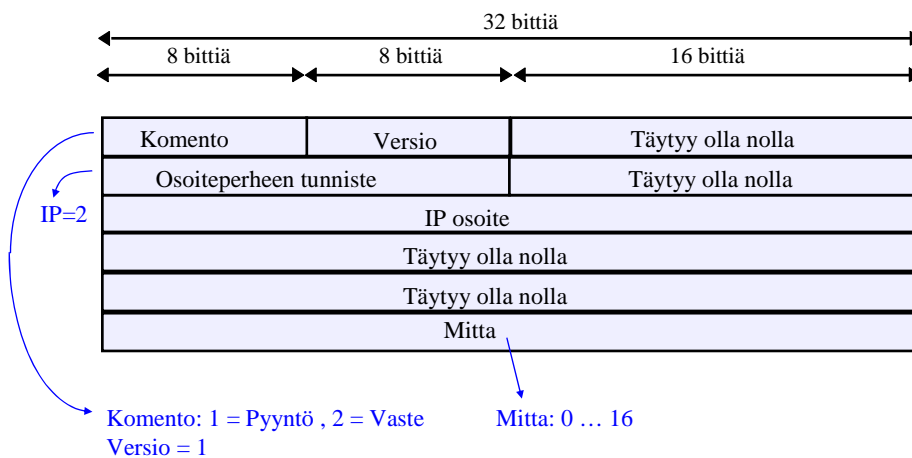 32 bittiä
8 bittiä 8 bittiä 16 bittiä
Komento Versio Täytyy olla nolla
Osoiteperheen tunniste Täytyy olla nolla
IP=2
IP osoite
Täytyy olla nolla
Täytyy olla nolla
Mitta
Komento: 1 = Pyyntö , 2 = Vaste Mitta: 0 … 16
Versio = 1